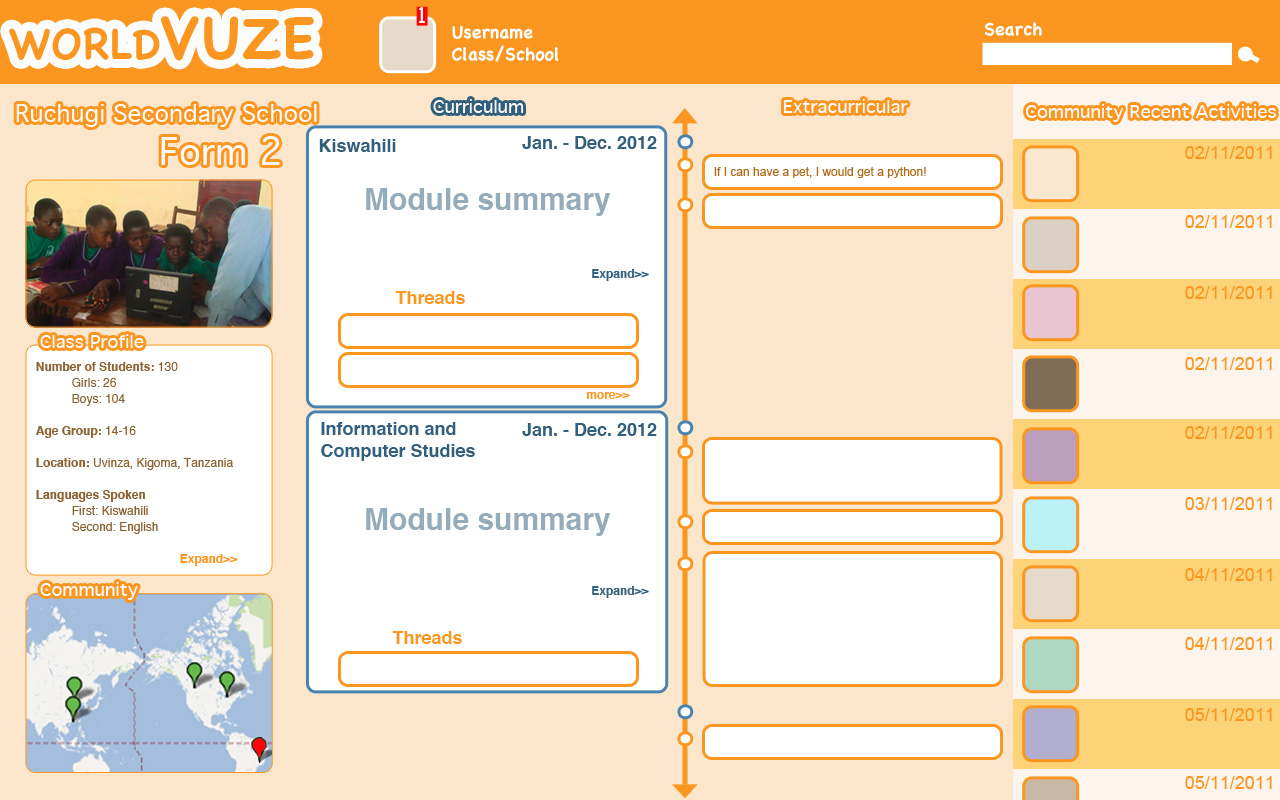 WORLDVUZE
1
Username
Class/School
Search
Ruchugi Secondary School
Form 2
Class Profile
Number of Students: 130
Girls: 26
Boys: 104
Age Group: 14-16
Location: Uvinza, Kigoma, Tanzania
Languages Spoken
First: Kiswahili
Second: English
Expand>>
Community
Curriculum
Kiswahili
Jan. - Dec. 2012
Module summary
Expand>>
Threads
more>>
Information and
Computer Studies
Jan. - Dec. 2012
Module summary
Expand>>
Threads
Extracurricular
If I can have a pet, I would get a python!
Community Recent Activities
02/11/2011
02/11/2011
02/11/2011
02/11/2011
02/11/2011
03/11/2011
04/11/2011
04/11/2011
05/11/2011
05/11/2011